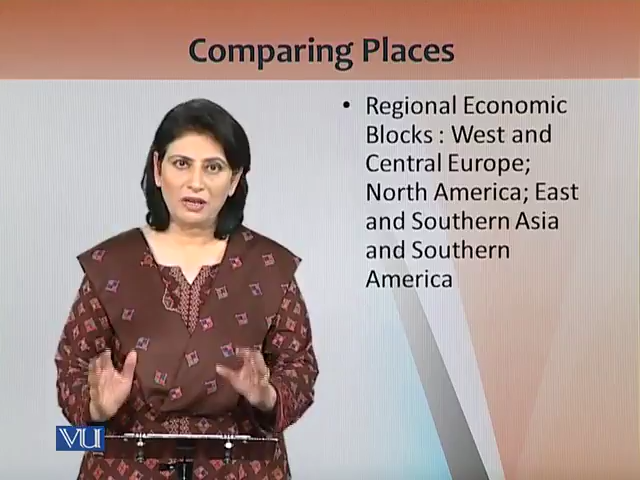 Comparing Places
• Regional Economic
Blocks : West and
Central Europe;
North America; East
and Southern Asia
and Southern
America
VU